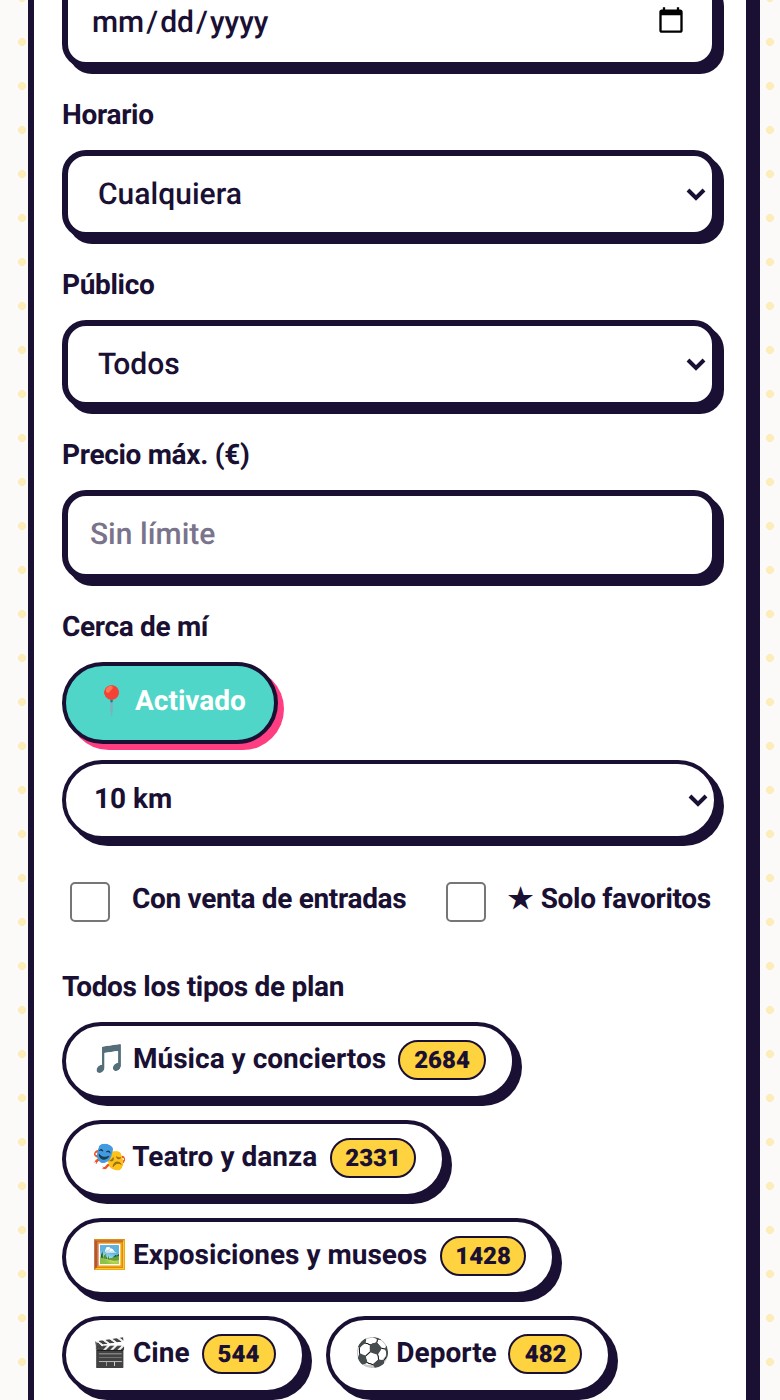 mm/dd/yyyy
Horario
Cualquiera
Público
Todos
Precio máx. (€)
Sin límite
Cerca de mí
📍 Activado
10 km
Con venta de entradas ★ Solo favoritos
Todos los tipos de plan
🎵 Música y conciertos 2684
🎭 Teatro y danza 2331
🖼️ Exposiciones y museos 1428
🎬 Cine 544 ⚽ Deporte 482